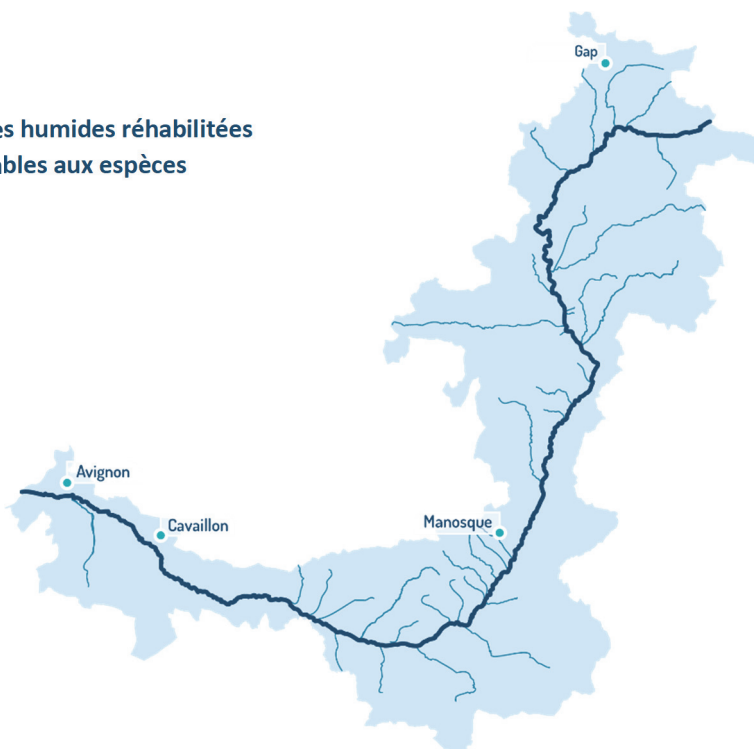 Gap
es humides réhabilitées
ables aux espèces
Avignon
Cavaillon
Manosque